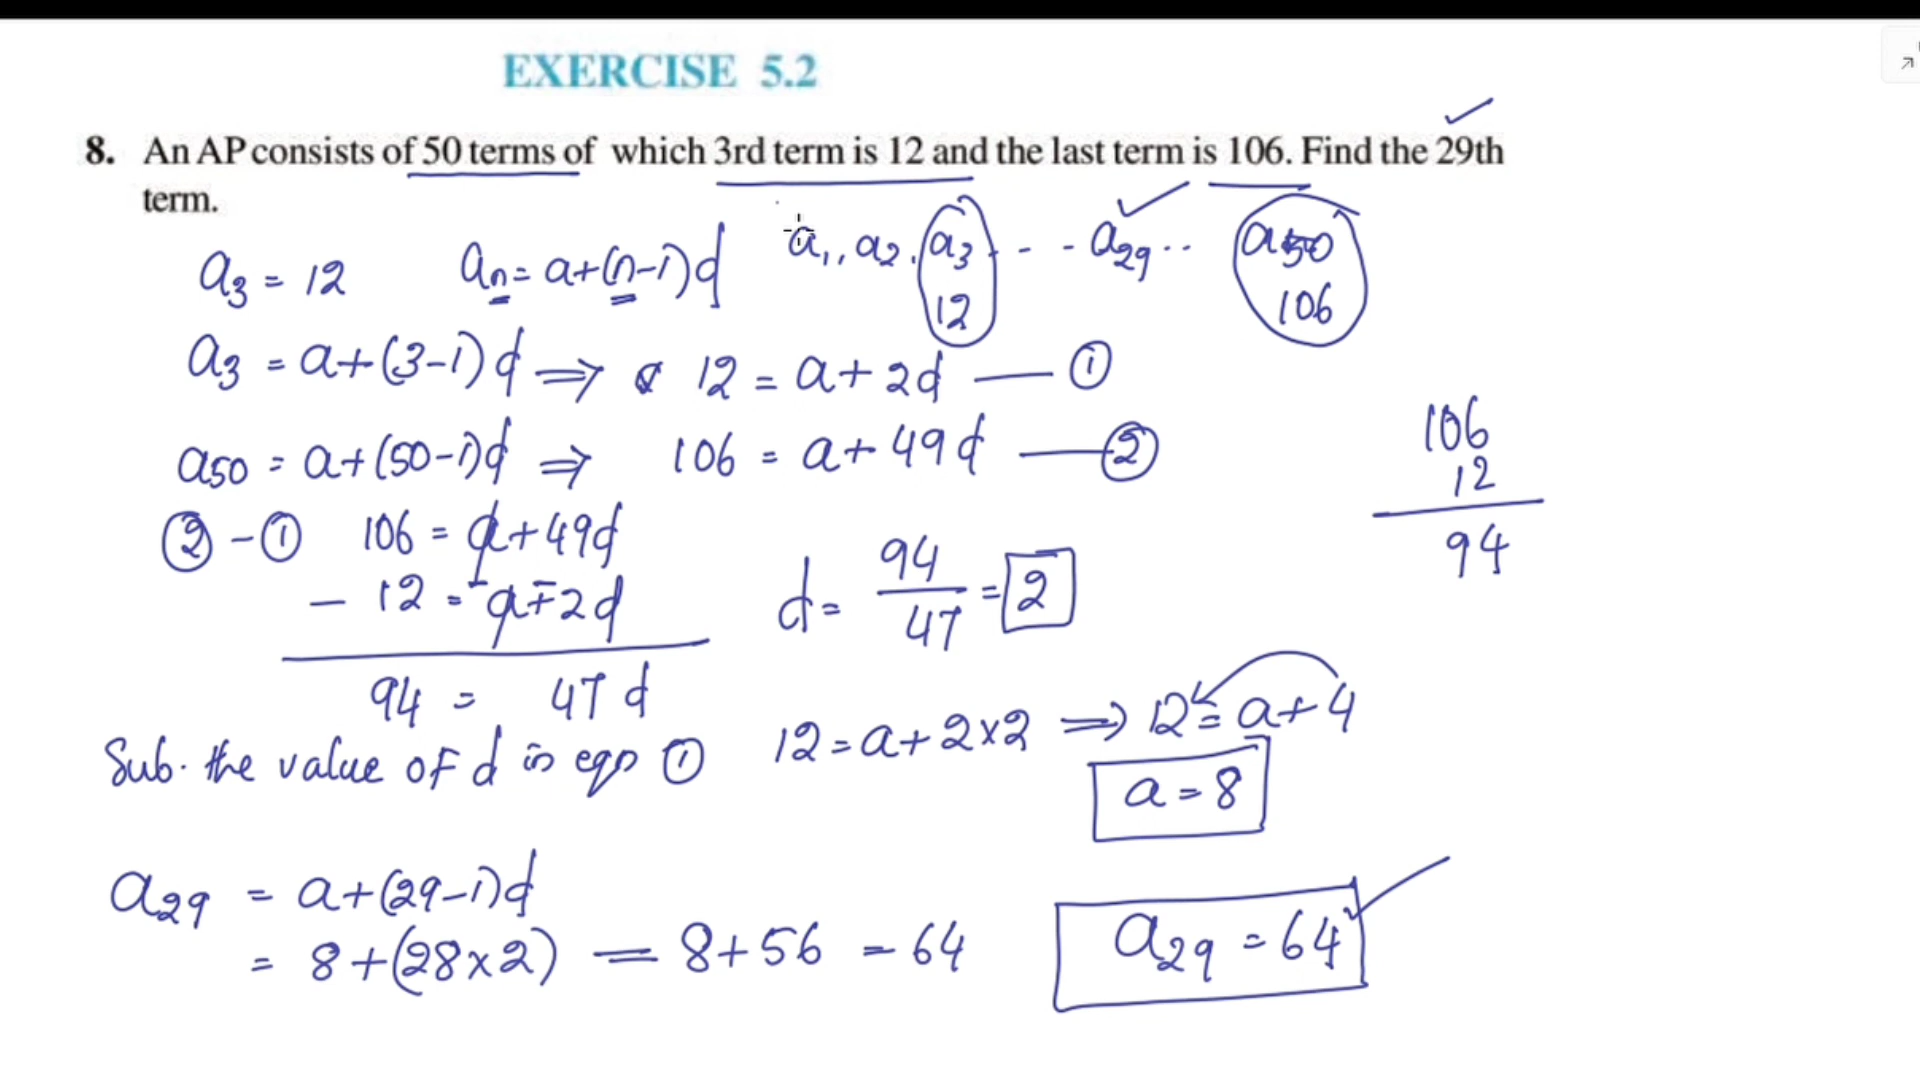 EXERCISE 5.2
8. An AP consists of 50 terms of which 3rd term is 12 and the last term is 106. Find the 29th
term.
a₃ = 12   aₙ = a+(n-1)d   a₁, a₂, a₃ - - a₂₉ .. a₅₀
12   106
a₃ = a+(3-1)d ⇒ 12 = a+2d — ①
a₅₀ = a+(50-1)d ⇒ 106 = a+49d — ②
106
12
94
② - ①   106 = a+49d
- 12 = a+2d
94 = 47d
d = 94/47 = 2
Sub. the value of d in eqn ①   12 = a+2×2 ⇒ 12 = a+4
a = 8
a₂₉ = a+(29-1)d
= 8+(28×2) = 8+56 = 64   a₂₉ = 64